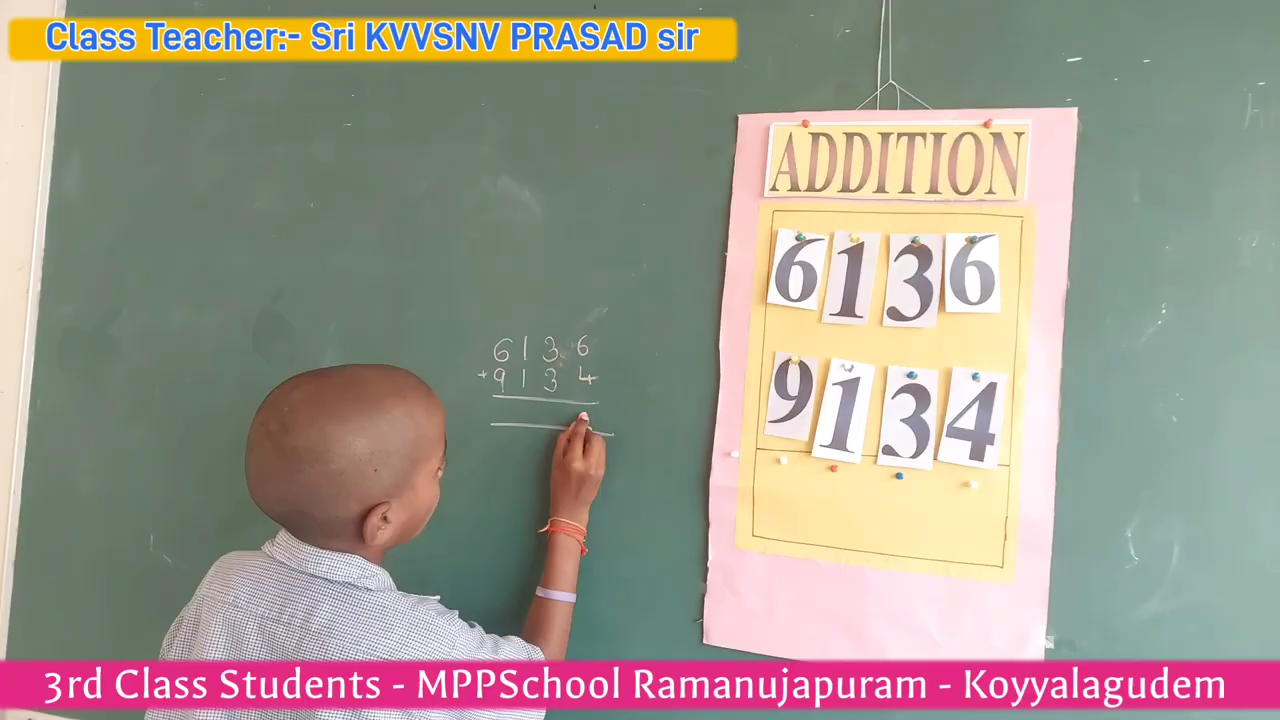 Class Teacher:- Sri KVVSNV PRASAD sir
ADDITION
6136
9134
6136
+9134
3rd Class Students - MPPSchool Ramanujapuram - Koyyalagudem